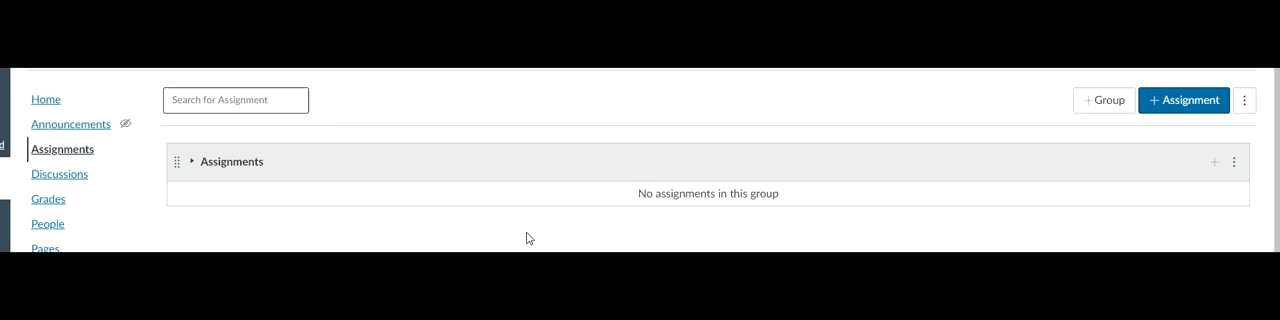 d
Home
Announcements
Assignments
Discussions
Grades
People
Pages
Search for Assignment
+ Group
+ Assignment
Assignments
No assignments in this group